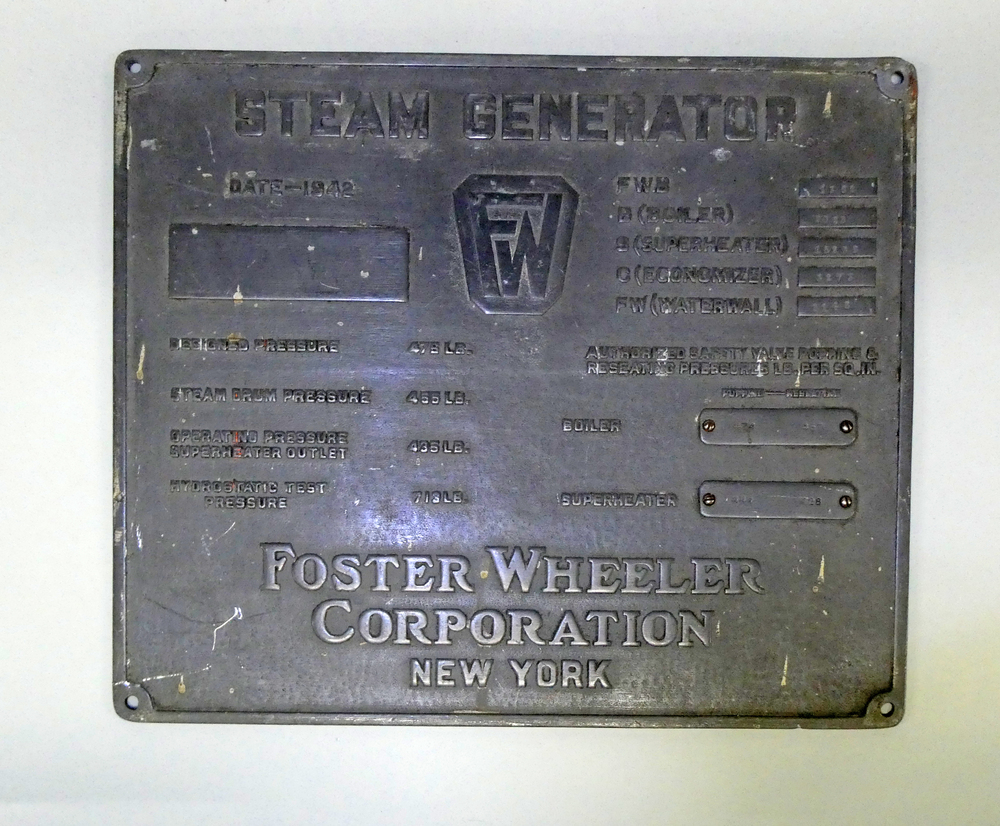 STEAM GENERATOR
DATE—1942
FW
FWB
B (BOILER)
S (SUPERHEATER)
C (ECONOMIZER)
FW (WATERWALL)
DESIGNED PRESSURE 475 LB.
STEAM DRUM PRESSURE 455 LB.
OPERATING PRESSURE
SUPERHEATER OUTLET 435 LB.
HYDROSTATIC TEST
PRESSURE 713 LB.
AUTHORIZED SAFETY VALVE POPPING &
RESEATING PRESSURES LB. PER SQ. IN.
POPPING — RESEATING
BOILER
SUPERHEATER
FOSTER WHEELER
CORPORATION
NEW YORK